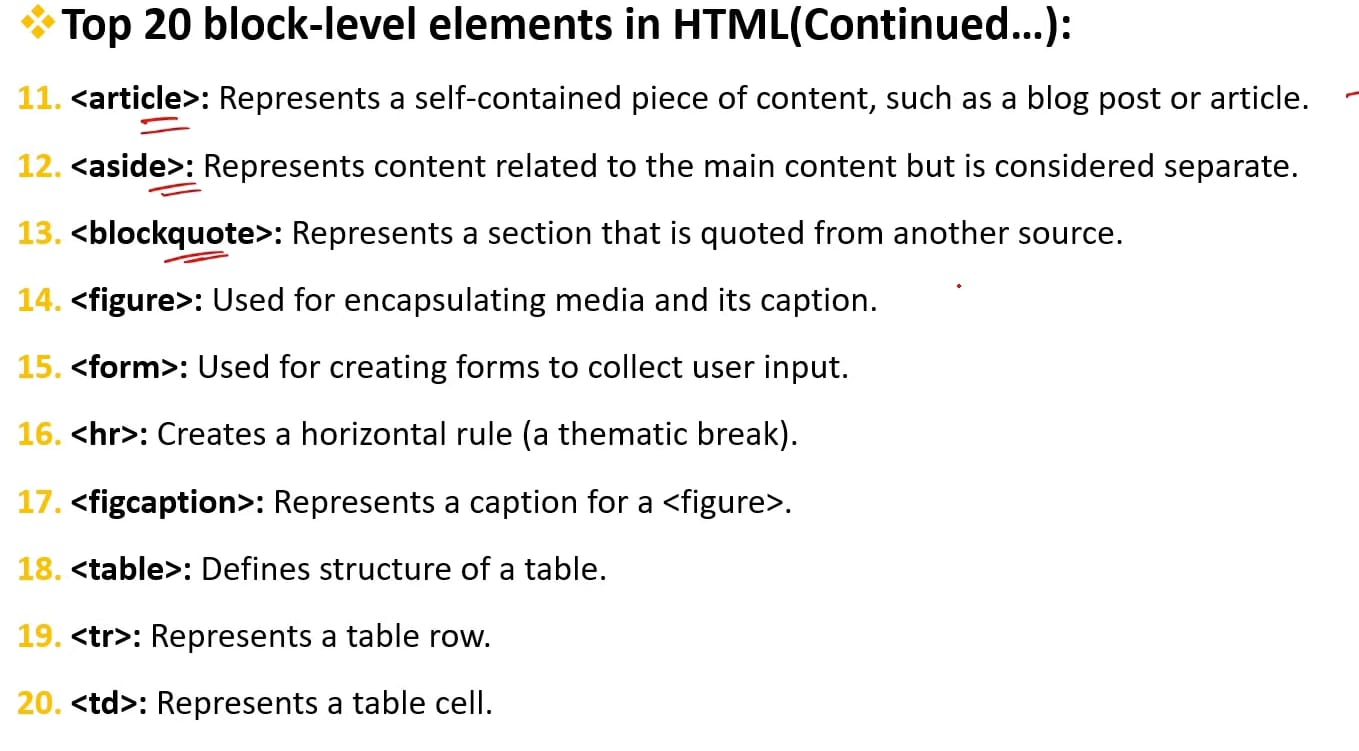 Top 20 block-level elements in HTML(Continued...):
11. <article>: Represents a self-contained piece of content, such as a blog post or article.
12. <aside>: Represents content related to the main content but is considered separate.
13. <blockquote>: Represents a section that is quoted from another source.
14. <figure>: Used for encapsulating media and its caption.
15. <form>: Used for creating forms to collect user input.
16. <hr>: Creates a horizontal rule (a thematic break).
17. <figcaption>: Represents a caption for a <figure>.
18. <table>: Defines structure of a table.
19. <tr>: Represents a table row.
20. <td>: Represents a table cell.